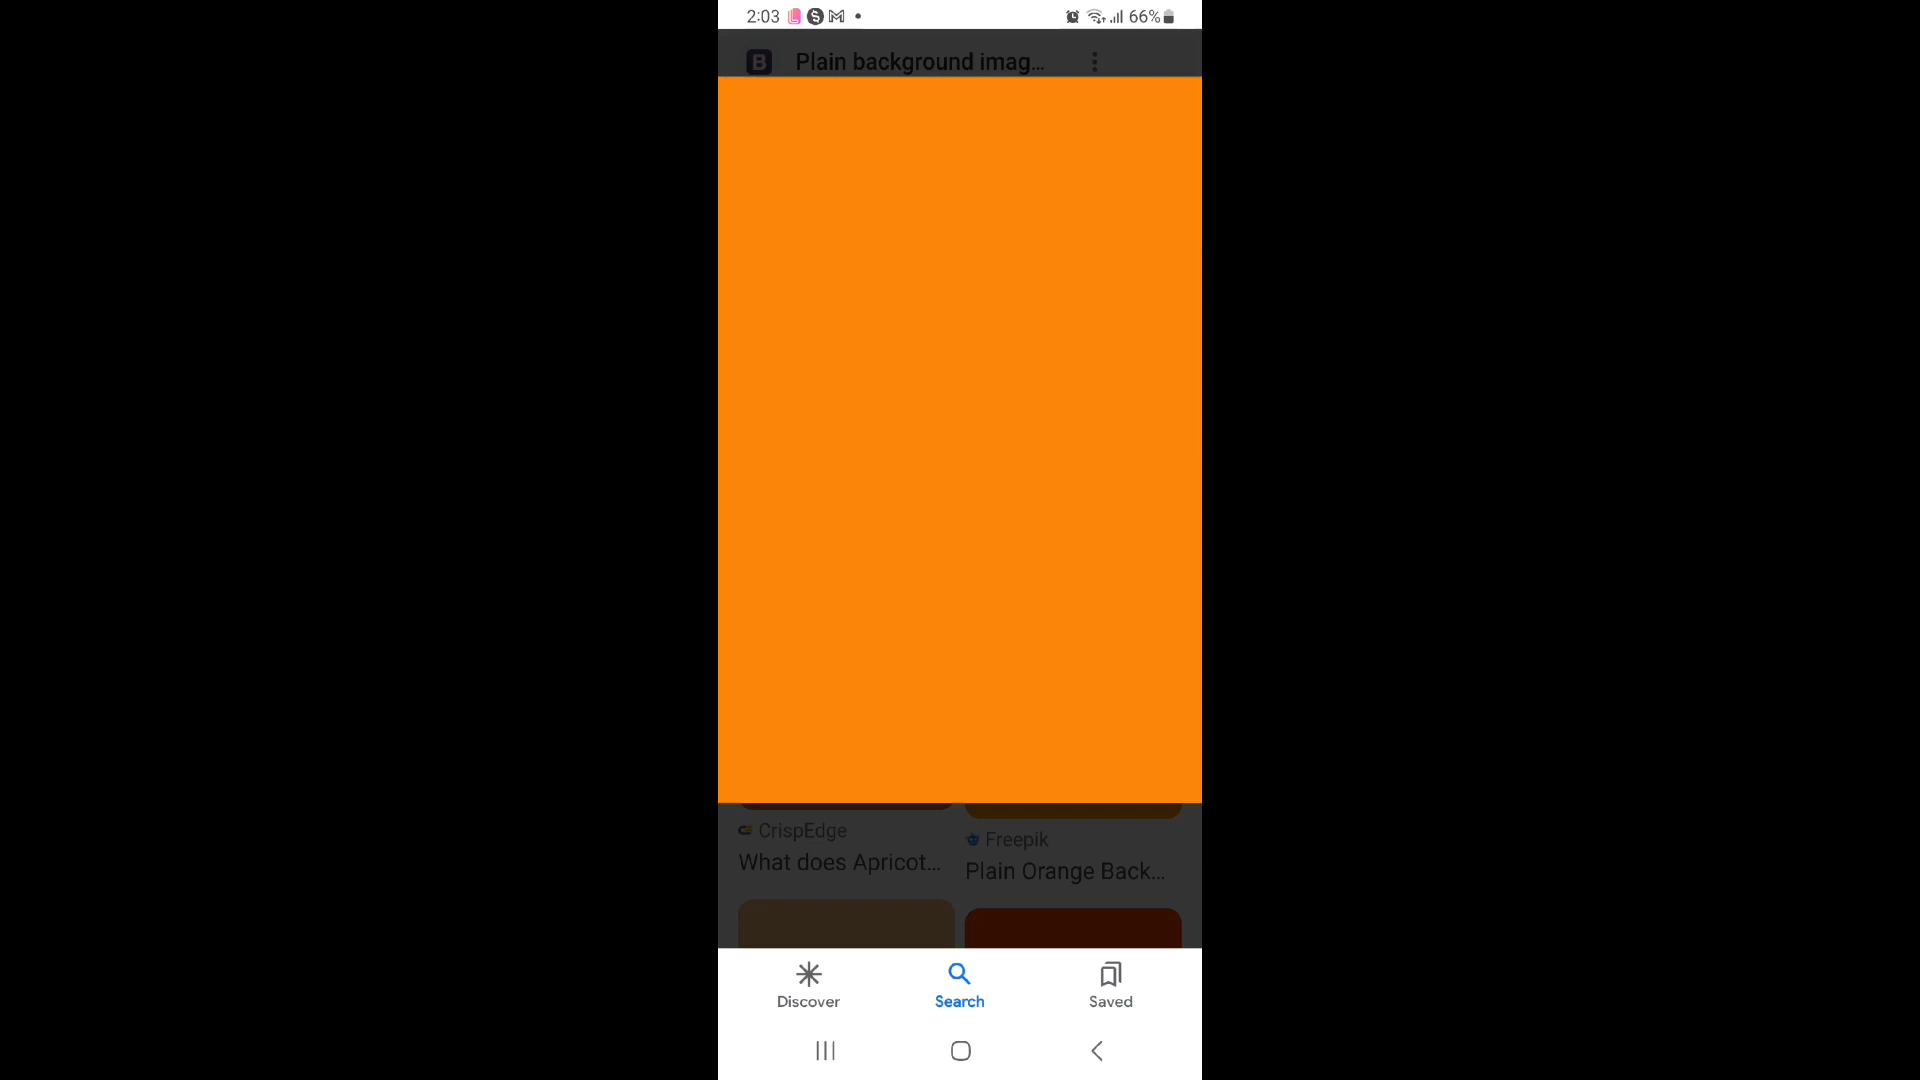 2:03 66%
B Plain background imag...
CrispEdge
What does Apricot...
Freepik
Plain Orange Back...
Discover Search Saved